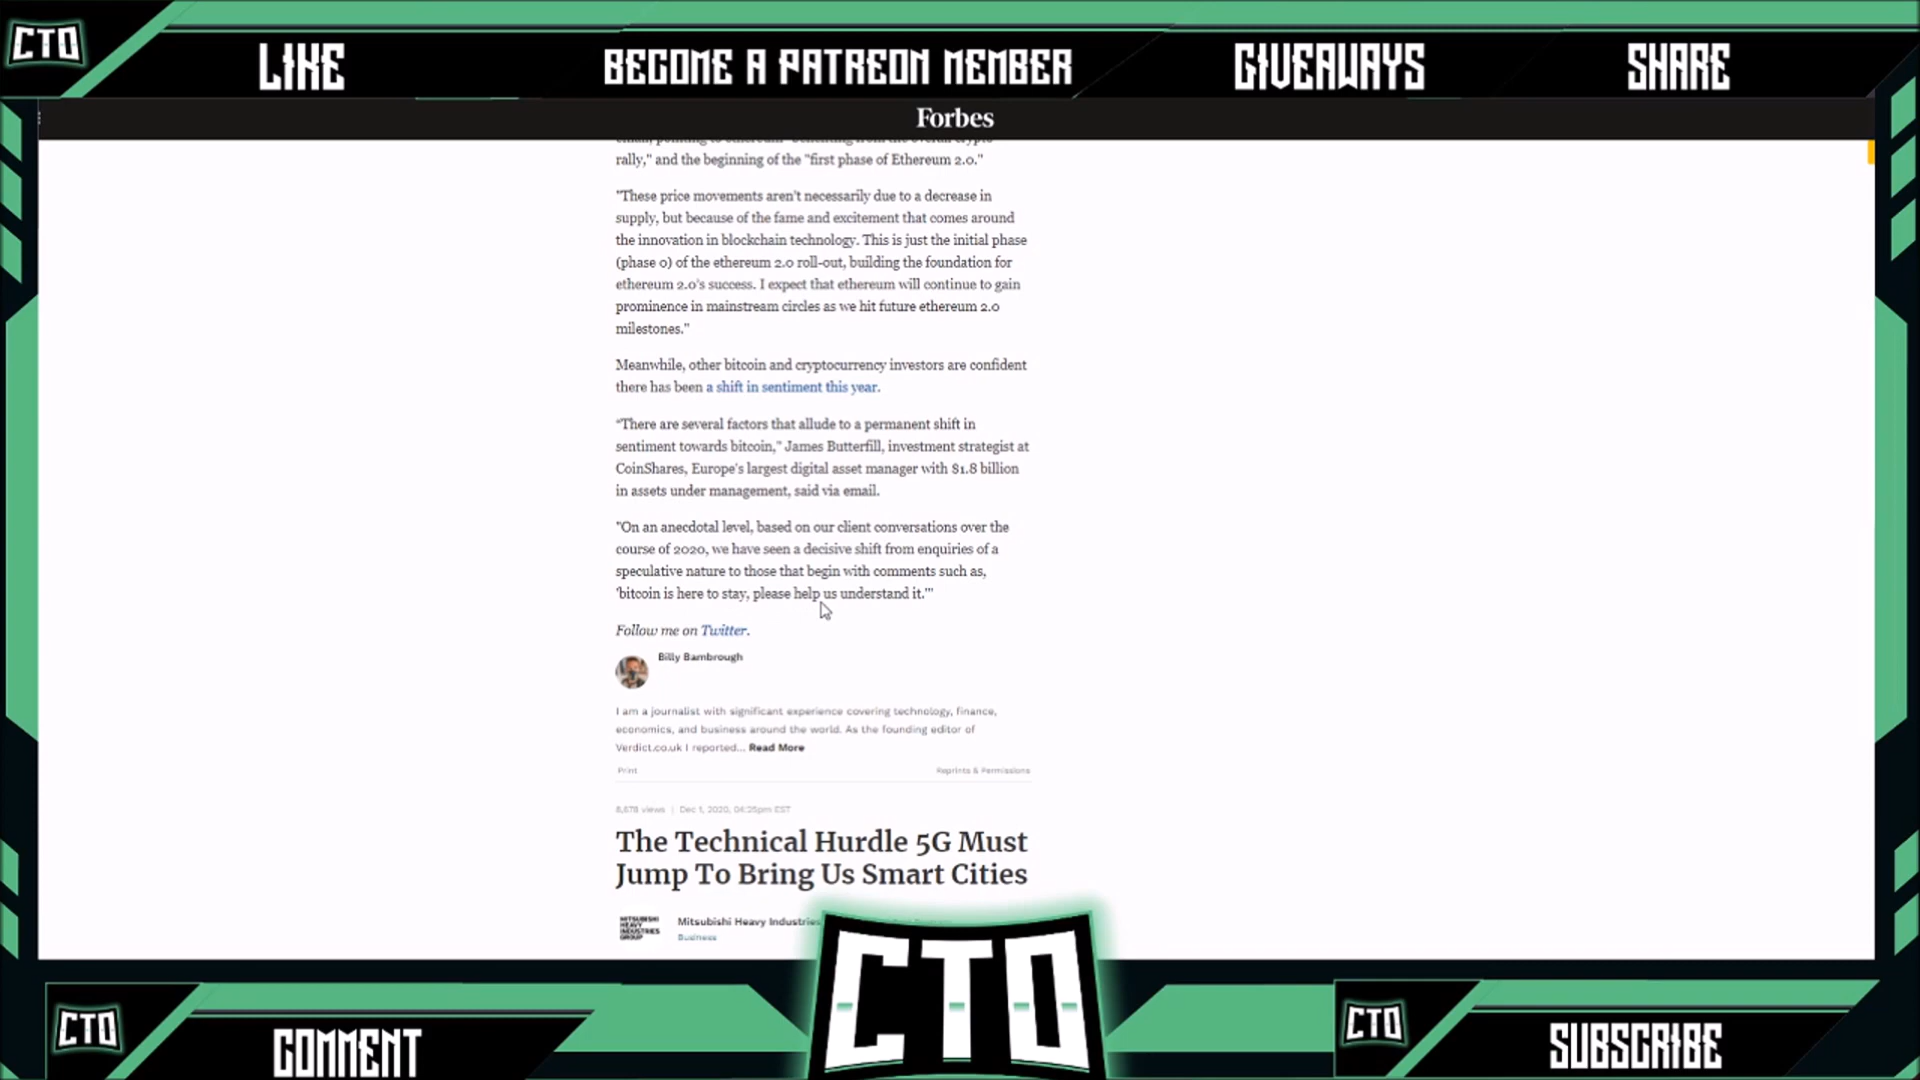 CTO
LIKE
BECOME A PATREON MEMBER
GIVEAWAYS
SHARE
Forbes
rally," and the beginning of the "first phase of Ethereum 2.0."
"These price movements aren't necessarily due to a decrease in
supply, but because of the fame and excitement that comes around
the innovation in blockchain technology. This is just the initial phase
(phase 0) of the ethereum 2.0 roll-out, building the foundation for
ethereum 2.0's success. I expect that ethereum will continue to gain
prominence in mainstream circles as we hit future ethereum 2.0
milestones."
Meanwhile, other bitcoin and cryptocurrency investors are confident
there has been a shift in sentiment this year.
"There are several factors that allude to a permanent shift in
sentiment towards bitcoin," James Butterfill, investment strategist at
CoinShares, Europe's largest digital asset manager with $1.8 billion
in assets under management, said via email.
"On an anecdotal level, based on our client conversations over the
course of 2020, we have seen a decisive shift from enquiries of a
speculative nature to those that begin with comments such as,
'bitcoin is here to stay, please help us understand it.'"
Follow me on Twitter.
Billy Bambrough
I am a journalist with significant experience covering technology, finance,
economics, and business around the world. As the founding editor of
Verdict.co.uk I reported... Read More
Print
Reprints & Permissions
views | Dec 1, 2020, 04:25pm EST
The Technical Hurdle 5G Must
Jump To Bring Us Smart Cities
MITSUBISHI
HEAVY
INDUSTRIES
GROUP
Mitsubishi Heavy Industries
Business
CTO
CTO
COMMENT
CTO
SUBSCRIBE